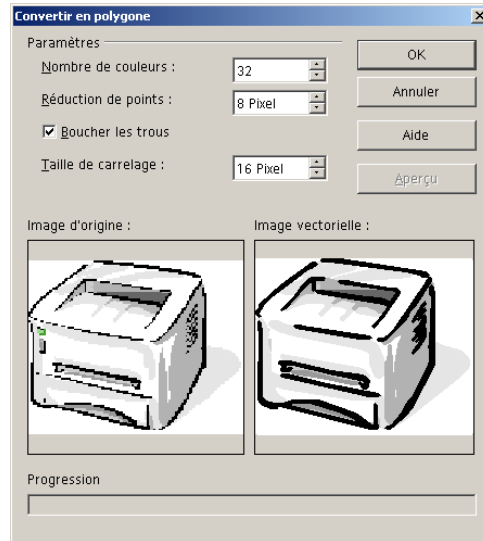 Convertir en polygone
Paramètres
Nombre de couleurs :
32
Réduction de points :
8 Pixel
Boucher les trous
Taille de carrelage :
16 Pixel
OK
Annuler
Aide
Aperçu
Image d'origine :
Image vectorielle :
Progression